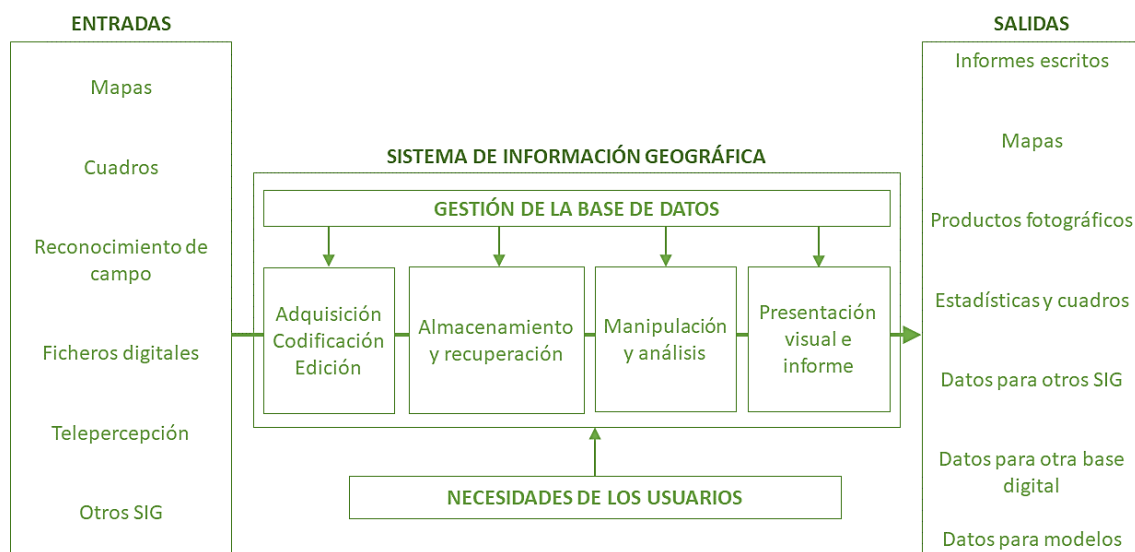 ENTRADAS
Mapas
Cuadros
Reconocimiento de
campo
Ficheros digitales
Telepercepción
Otros SIG
SISTEMA DE INFORMACIÓN GEOGRÁFICA
GESTIÓN DE LA BASE DE DATOS
Adquisición
Codificación
Edición
Almacenamiento
y recuperación
Manipulación
y análisis
Presentación
visual e
informe
NECESIDADES DE LOS USUARIOS
SALIDAS
Informes escritos
Mapas
Productos fotográficos
Estadísticas y cuadros
Datos para otros SIG
Datos para otra base
digital
Datos para modelos